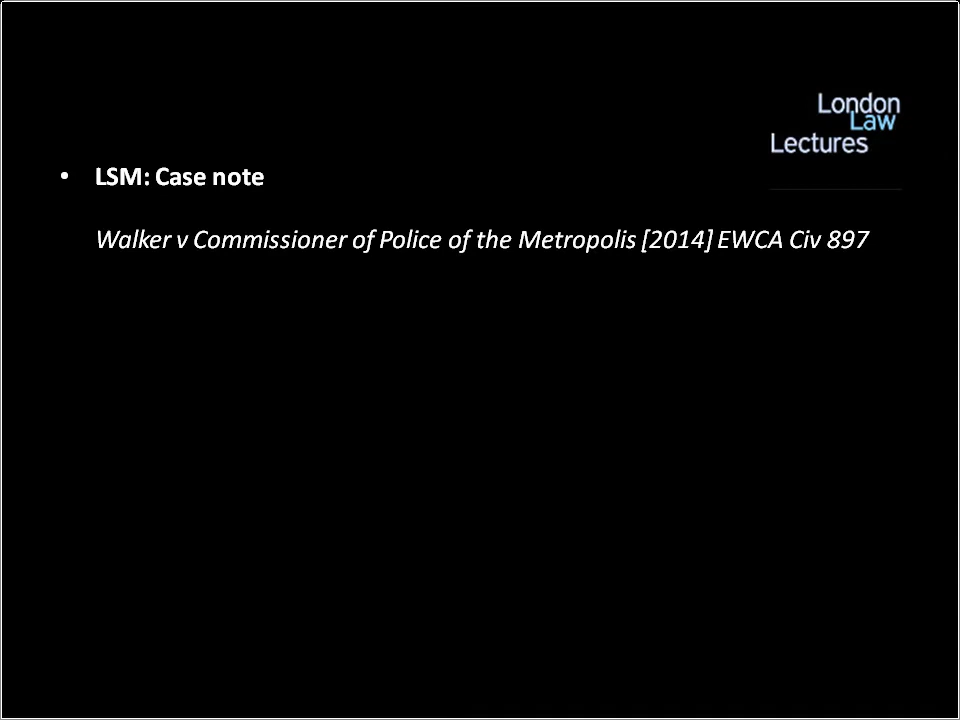 London
Law
Lectures
• LSM: Case note
Walker v Commissioner of Police of the Metropolis [2014] EWCA Civ 897